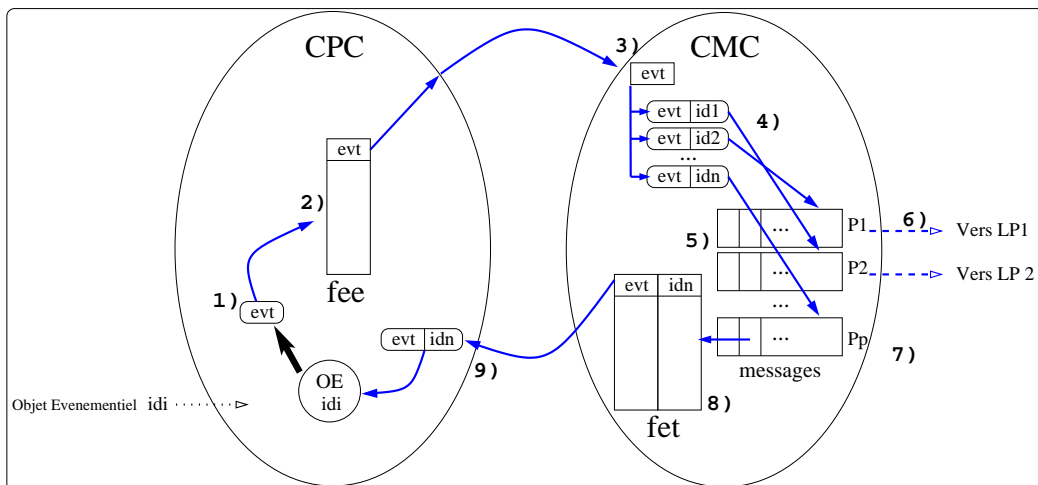 CPC
CMC
3)
evt
evt id1
4)
evt
evt id2
...
evt idn
2)
... P1
6)
Vers LP1
5)
... P2
Vers LP 2
fee
evt idn
1)
evt
...
... Pp
evt idn
7)
9)
messages
OE
idi
Objet Evenementiel idi
8)
fet